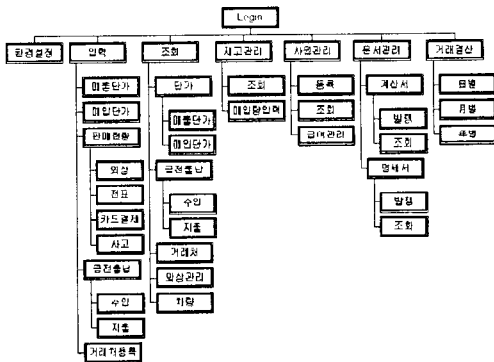 Login
환경설정
입력
조회
재고관리
사원관리
문서관리
거래결산
매출단가
매입단가
판매현황
외상
전표
카드결제
사고
금전출납
수입
지출
거래처등록
단가
매출단가
매입단가
금전출납
수입
지출
거래처
외상관리
차량
조회
매입량입력
등록
조회
급여관리
계산서
발행
조회
명세서
발행
조회
월별